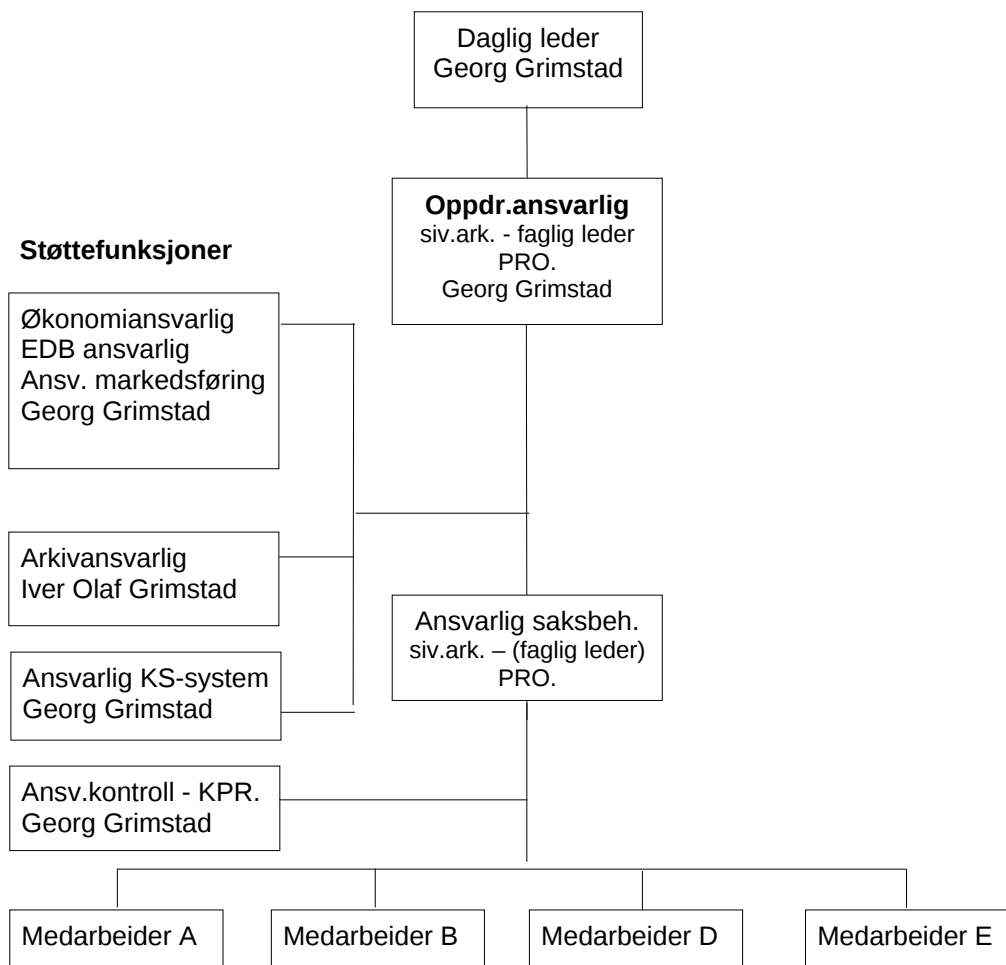 Daglig leder
Georg Grimstad
Oppdr.ansvarlig
siv.ark. - faglig leder
PRO.
Georg Grimstad
Støttefunksjoner
Økonomiansvarlig
EDB ansvarlig
Ansv. markedsføring
Georg Grimstad
Arkivansvarlig
Iver Olaf Grimstad
Ansvarlig saksbeh.
siv.ark. – (faglig leder)
PRO.
Ansvarlig KS-system
Georg Grimstad
Ansv.kontroll - KPR.
Georg Grimstad
Medarbeider A
Medarbeider B
Medarbeider D
Medarbeider E